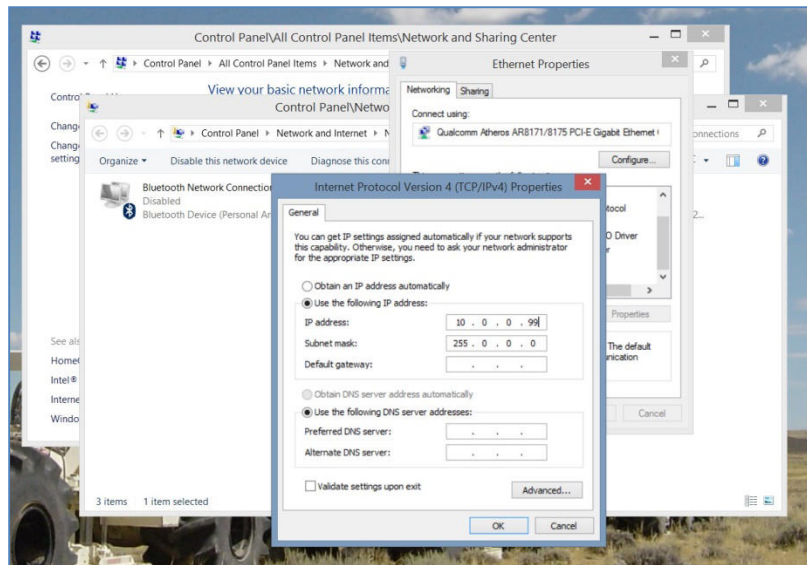 Control Panel\All Control Panel Items\Network and Sharing Center
Control Panel ▸ All Control Panel Items ▸ Network and
View your basic network informa
Ethernet Properties
Networking
Sharing
Connect using:
Qualcomm Atheros AR8171/8175 PCI-E Gigabit Ethernet
Configure...
Control Panel\Netwo
Control Panel ▸ Network and Internet ▸ N
onnections
Organize
Disable this network device
Diagnose this con
Bluetooth Network Connection
Disabled
Bluetooth Device (Personal Ar
Chang
Chang
setting
tocol
O Driver
r
2...
Properties
The default
unication
Cancel
Internet Protocol Version 4 (TCP/IPv4) Properties
General
You can get IP settings assigned automatically if your network supports
this capability. Otherwise, you need to ask your network administrator
for the appropriate IP settings.
Obtain an IP address automatically
Use the following IP address:
IP address: 10 . 0 . 0 . 99
Subnet mask: 255 . 0 . 0 . 0
Default gateway: . . .
Obtain DNS server address automatically
Use the following DNS server addresses:
Preferred DNS server: . . .
Alternate DNS server: . . .
Validate settings upon exit
Advanced...
OK
Cancel
See als
Home
Intel®
Interne
Windo
3 items
1 item selected